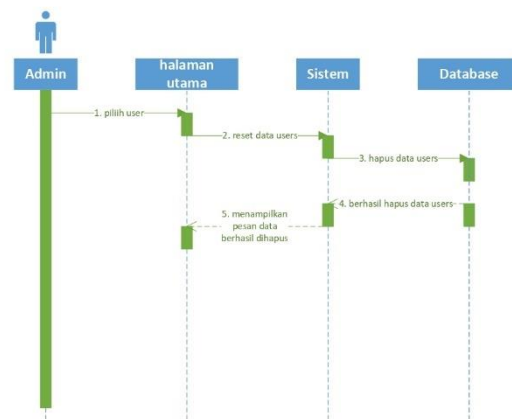 Admin
halaman
utama
Sistem
Database
1. piliih user
2. reset data users
3. hapus data users
4. berhasil hapus data users
5. menampilkan
pesan data
berhasil dihapus